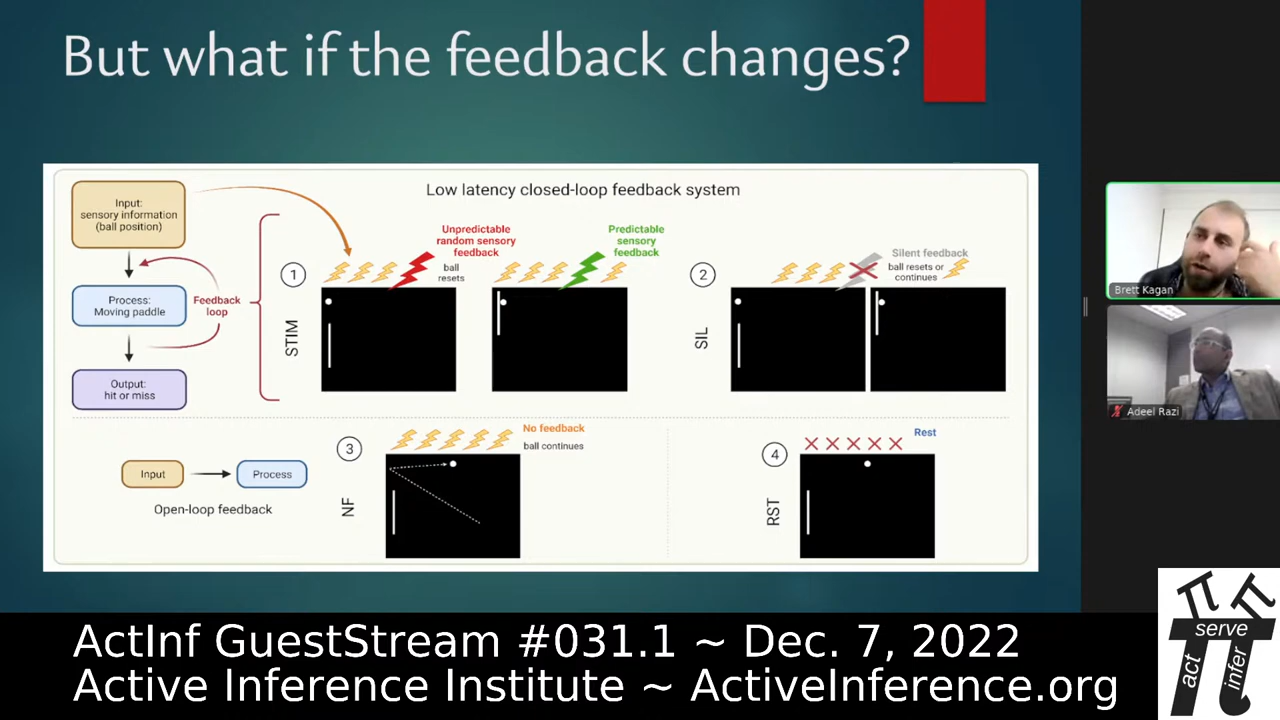 But what if the feedback changes?
Low latency closed-loop feedback system
Input:
sensory information
(ball position)
Process:
Moving paddle
Output:
hit or miss
Feedback
loop
1
STIM
Unpredictable
random sensory
feedback
ball
resets
Predictable
sensory
feedback
2
SIL
Silent feedback
ball resets or
continues
Input
Process
Open-loop feedback
3
NF
No feedback
ball continues
4
RST
Rest
Brett Kagan
Adeel Razi
ActInf GuestStream #031.1 ~ Dec. 7, 2022
Active Inference Institute ~ ActiveInference.org
serve
act
infer